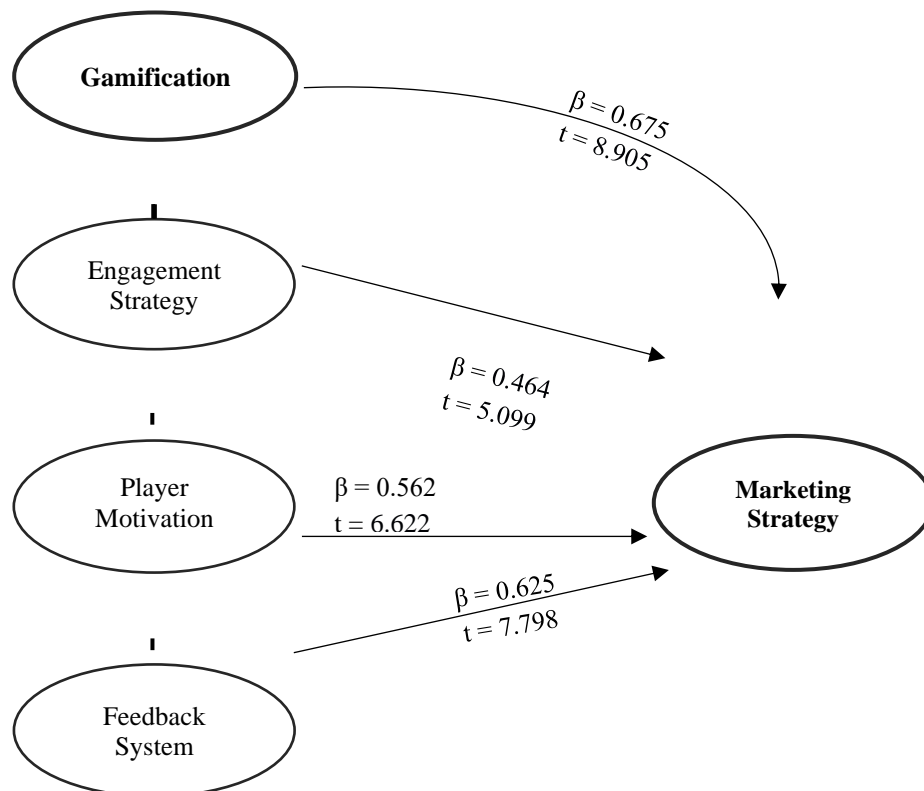 Gamification
β = 0.675
t = 8.905
Engagement
Strategy
β = 0.464
t = 5.099
Player
Motivation
β = 0.562
t = 6.622
Marketing
Strategy
β = 0.625
t = 7.798
Feedback
System